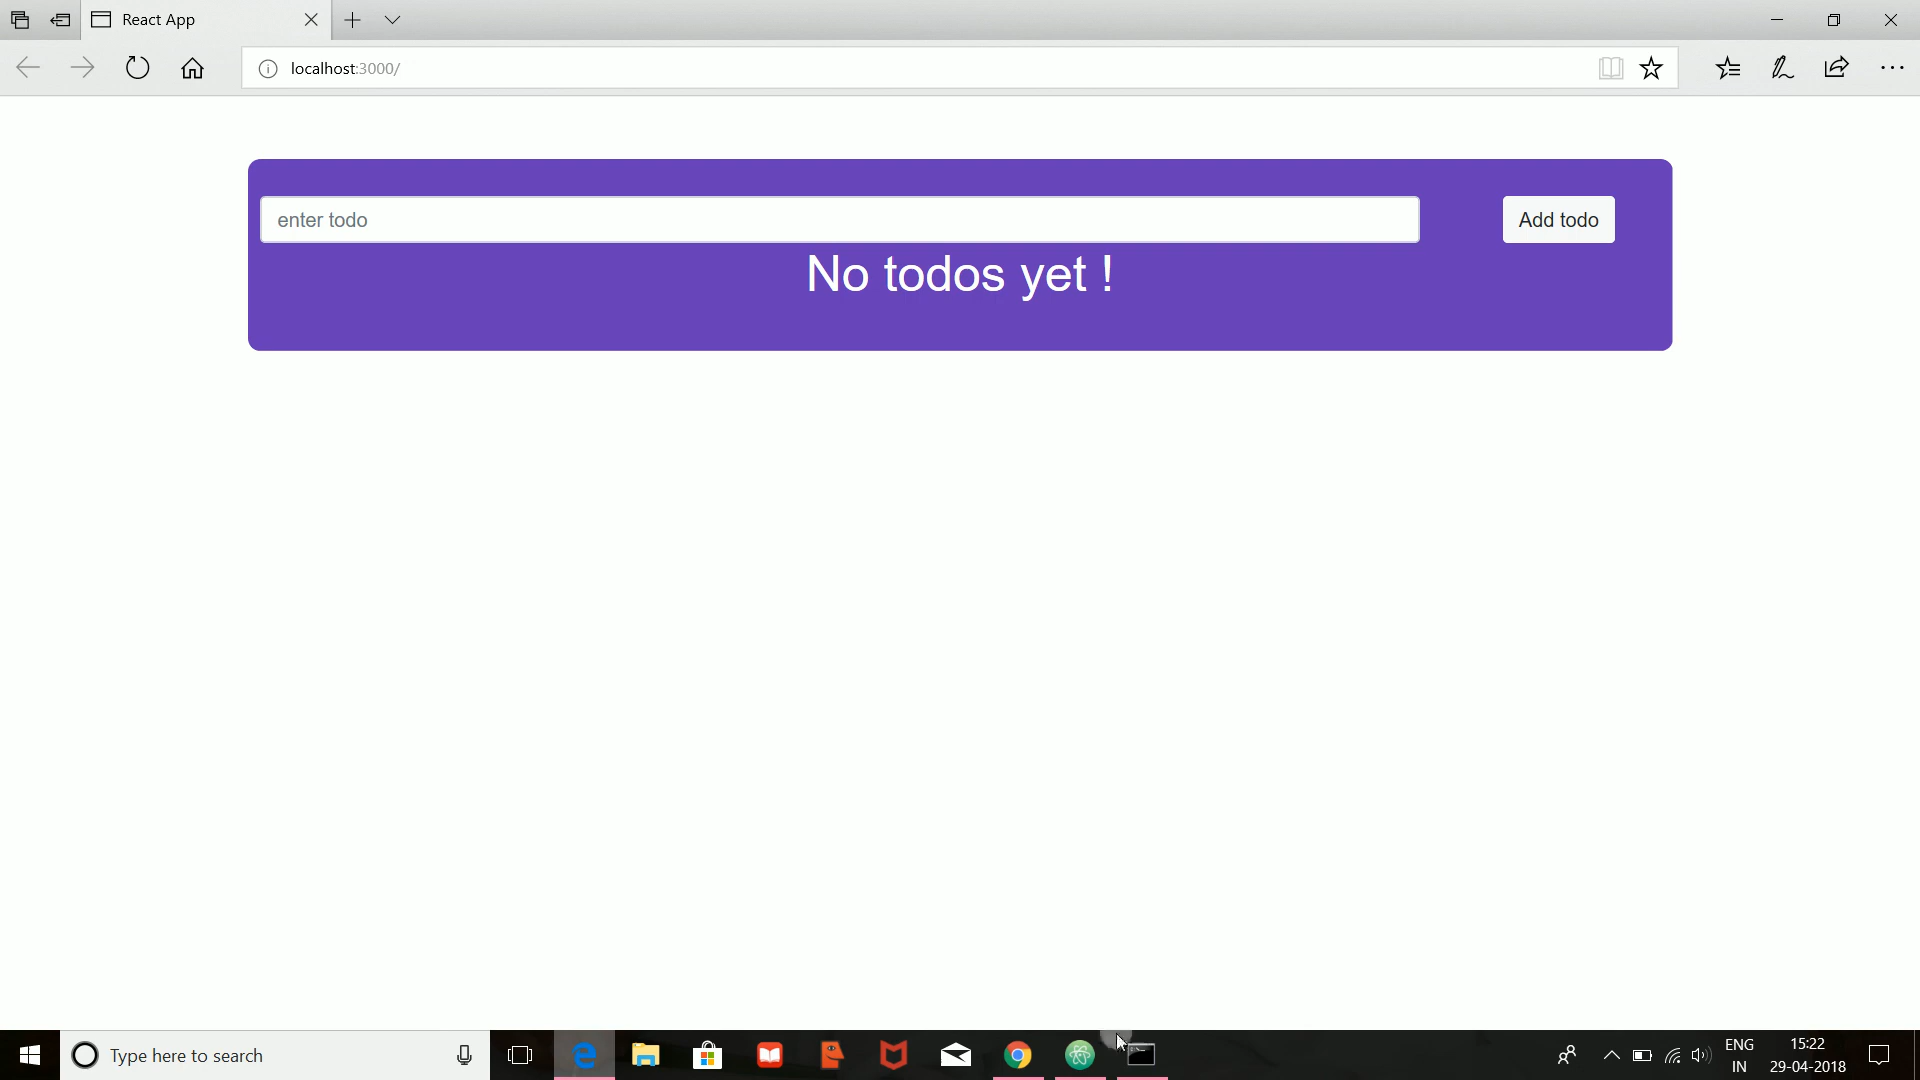 React App
localhost:3000/
enter todo
Add todo
No todos yet !
Type here to search
ENG
IN
15:22
29-04-2018